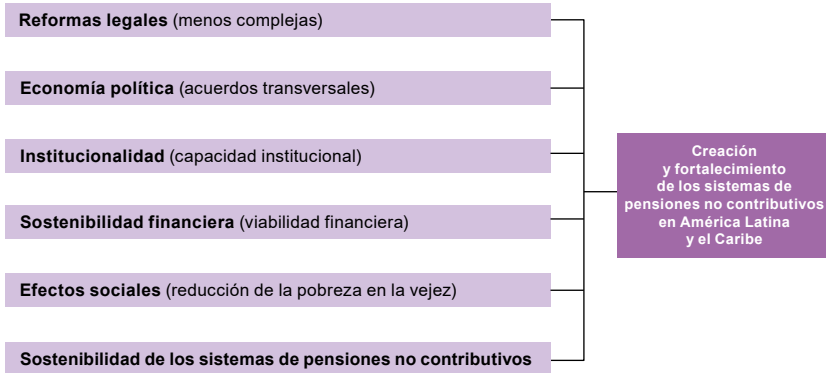 Reformas legales (menos complejas)
Economía política (acuerdos transversales)
Institucionalidad (capacidad institucional)
Sostenibilidad financiera (viabilidad financiera)
Efectos sociales (reducción de la pobreza en la vejez)
Sostenibilidad de los sistemas de pensiones no contributivos
Creación
y fortalecimiento
de los sistemas de
pensiones no contributivos
en América Latina
y el Caribe